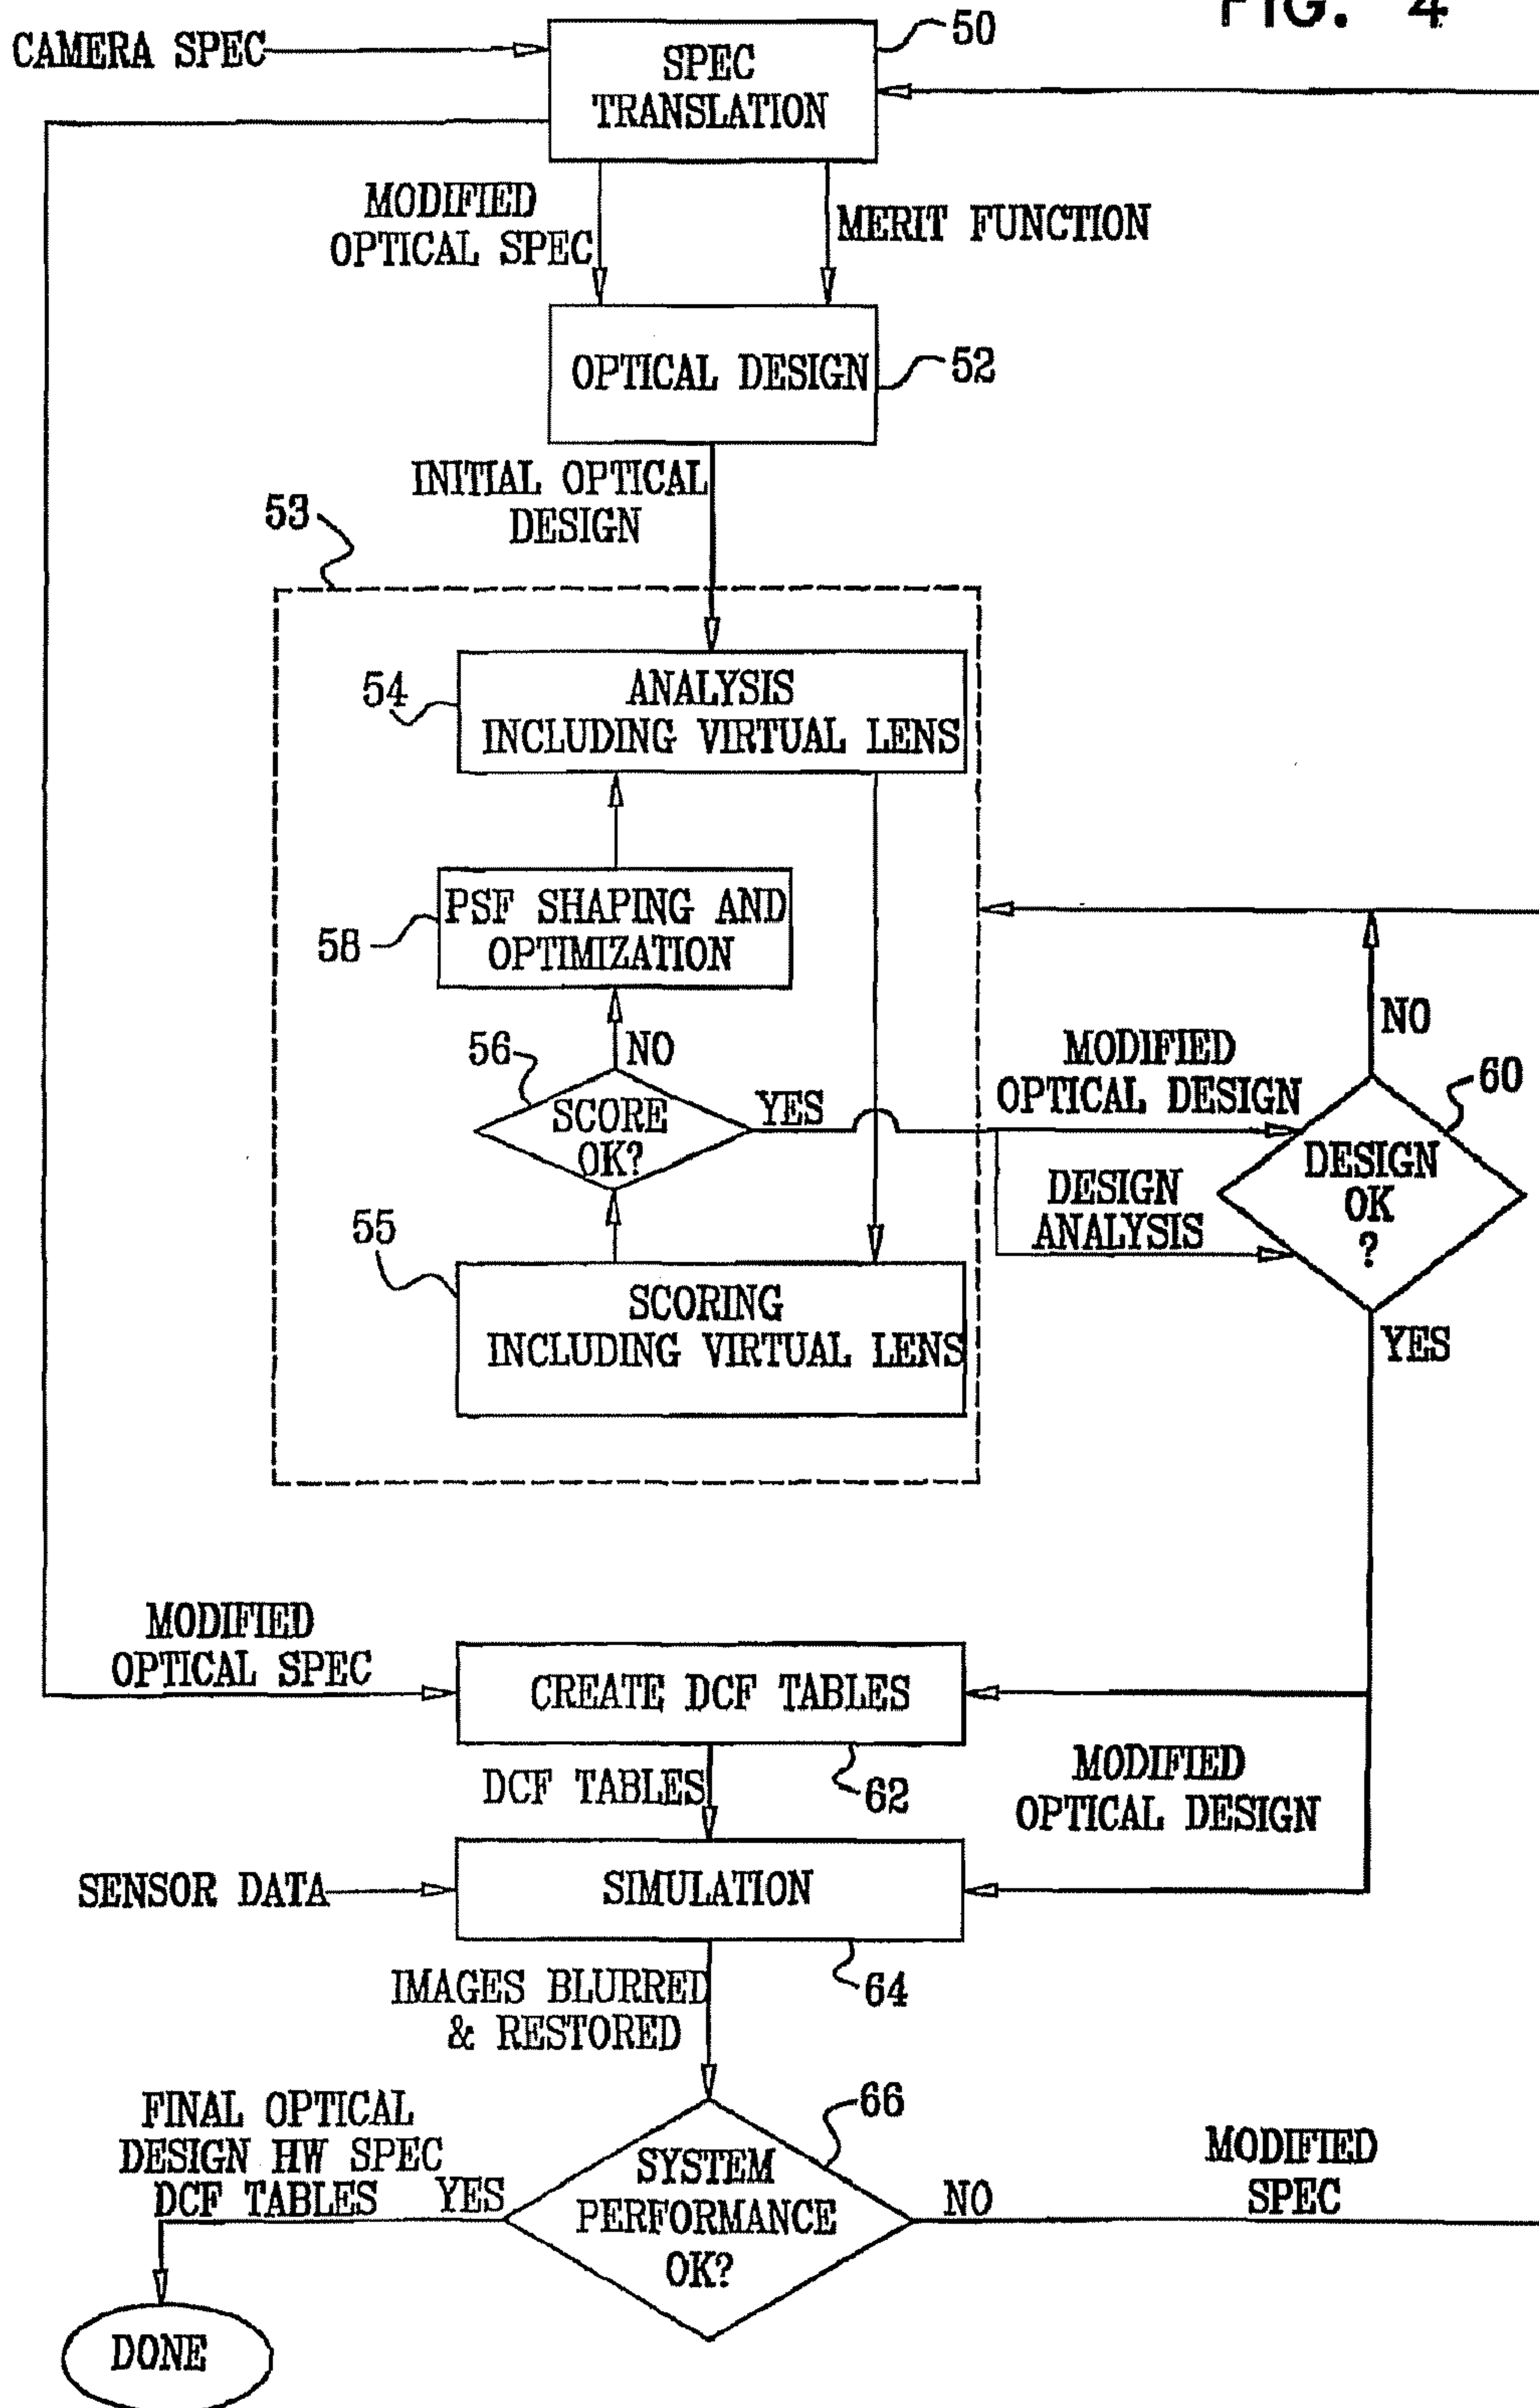 FIG. 4
CAMERA SPEC
50
SPEC
TRANSLATION
MODIFIED
OPTICAL SPEC
MERIT FUNCTION
OPTICAL DESIGN
52
INITIAL OPTICAL
DESIGN
53
54
ANALYSIS
INCLUDING VIRTUAL LENS
58
PSF SHAPING AND
OPTIMIZATION
56
NO
SCORE
OK?
YES
MODIFIED
OPTICAL DESIGN
NO
60
DESIGN
OK
?
DESIGN
ANALYSIS
YES
55
SCORING
INCLUDING VIRTUAL LENS
MODIFIED
OPTICAL SPEC
CREATE DCF TABLES
62
DCF TABLES
MODIFIED
OPTICAL DESIGN
SENSOR DATA
SIMULATION
64
IMAGES BLURRED
& RESTORED
66
FINAL OPTICAL
DESIGN HW SPEC
DCF TABLES
YES
SYSTEM
PERFORMANCE
OK?
NO
MODIFIED
SPEC
DONE